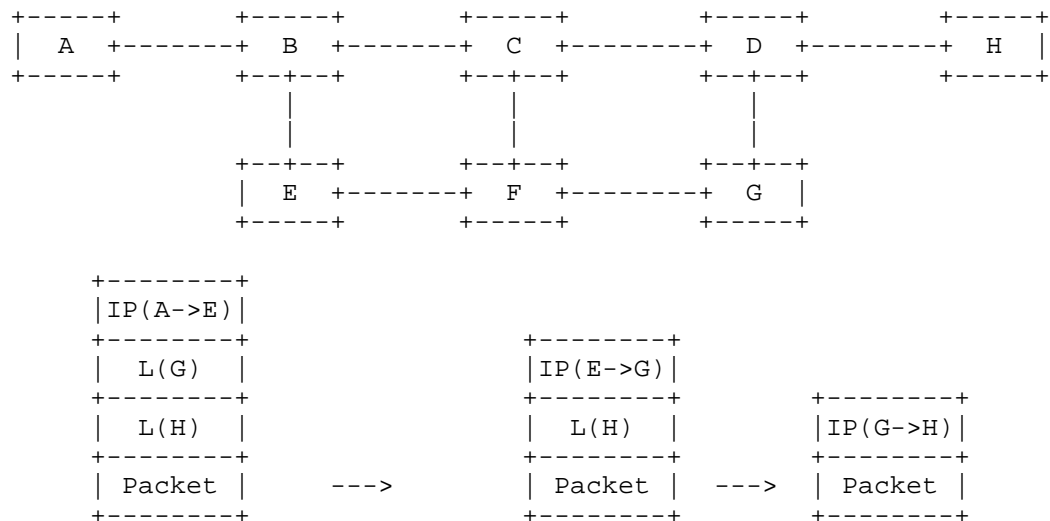 +-----+       +-----+       +-----+        +-----+        +-----+
|  A  +-------+  B  +-------+  C  +--------+  D  +--------+  H  |
+-----+       +--+--+       +--+--+        +--+--+        +-----+
                 |             |              |
                 |             |              |
              +--+--+       +--+--+        +--+--+
              |  E  +-------+  F  +--------+  G  |
              +-----+       +-----+        +-----+
     +--------+
     |IP(A->E)|
     +--------+                +--------+
     |  L(G)  |                |IP(E->G)|
     +--------+                +--------+        +--------+
     |  L(H)  |                |  L(H)  |        |IP(G->H)|
     +--------+                +--------+        +--------+
     | Packet |     --->       | Packet |  --->  | Packet |
     +--------+                +--------+        +--------+